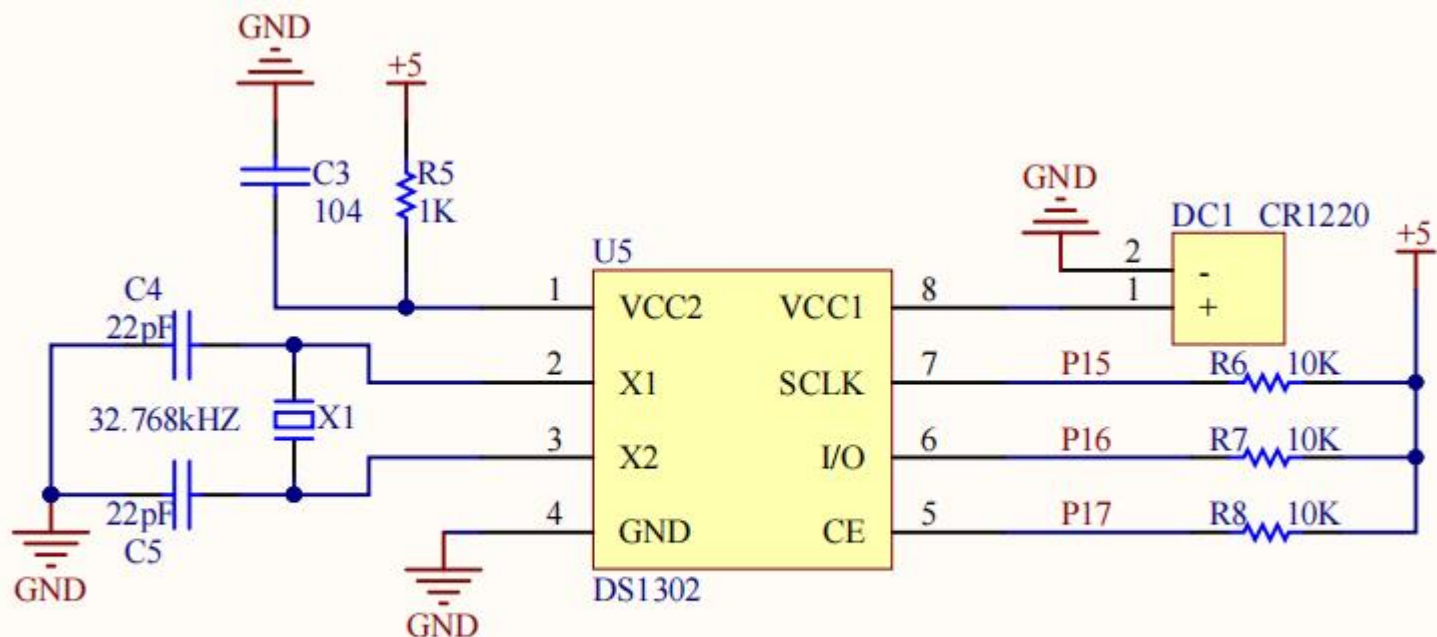 GND
+5
C3
104
R5
1K
GND
DC1 CR1220
+5
U5
2 -
1 +
C4
22pF
1 VCC2
VCC1 8
2 X1
SCLK 7
P15 R6 10K
32.768kHZ X1
3 X2
I/O 6
P16 R7 10K
22pF
C5
4 GND
CE 5
P17 R8 10K
GND
GND
DS1302